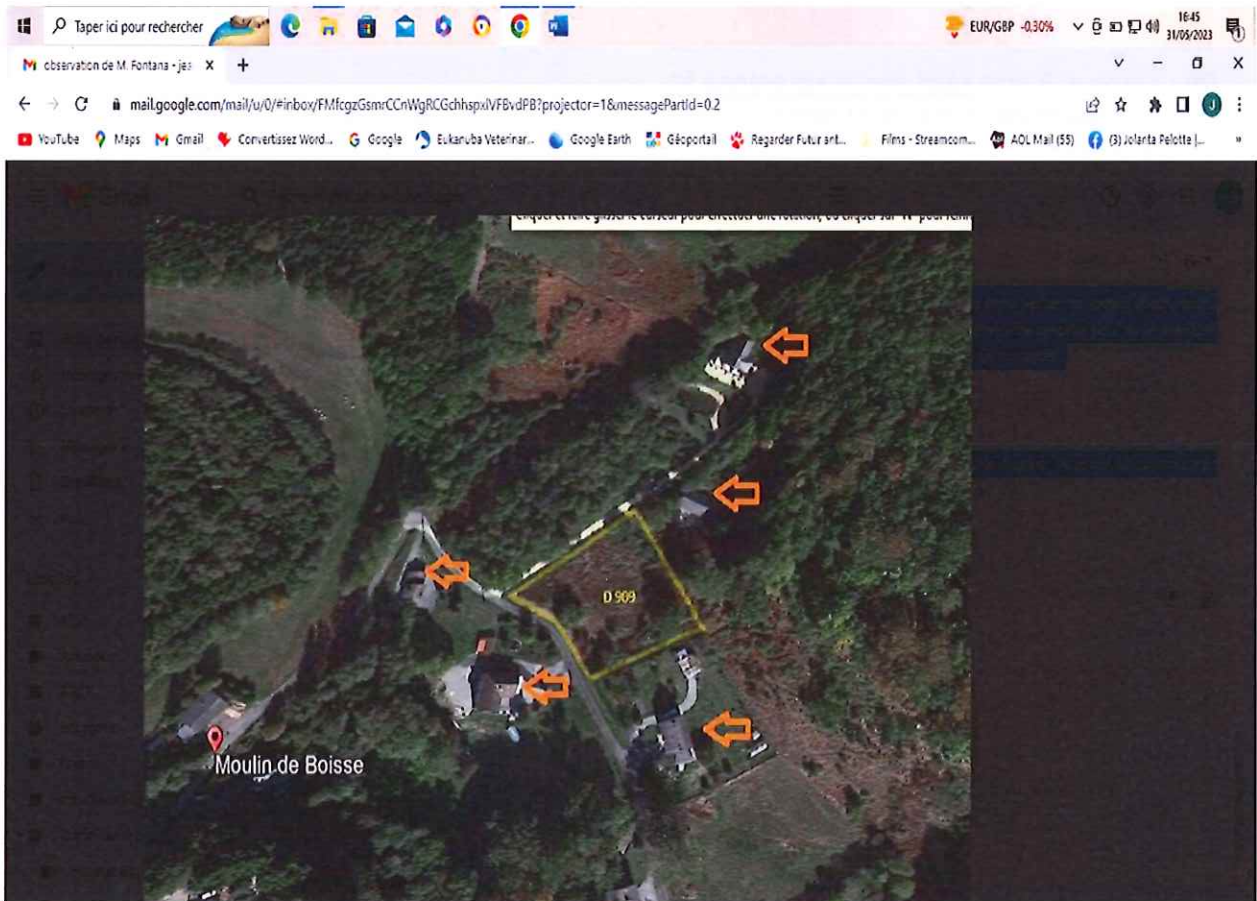 Taper ici pour rechercher
EUR/GBP -0,30%
16:45
31/05/2023
observation de M. Fontana - jea X +
mail.google.com/mail/u/0/#inbox/FMfcgzGsmrCCnWgRCGchhspxlVFBvdPB?projector=1&messagePartId=0.2
YouTube Maps Gmail Convertissez Word... Google Eukanuba Veterinar... Google Earth Géoportail Regarder Futur ant... Films - Streamcom... AOL Mail (55) (3) Jolanta Pelotte |... »
D 909
Moulin de Boisse